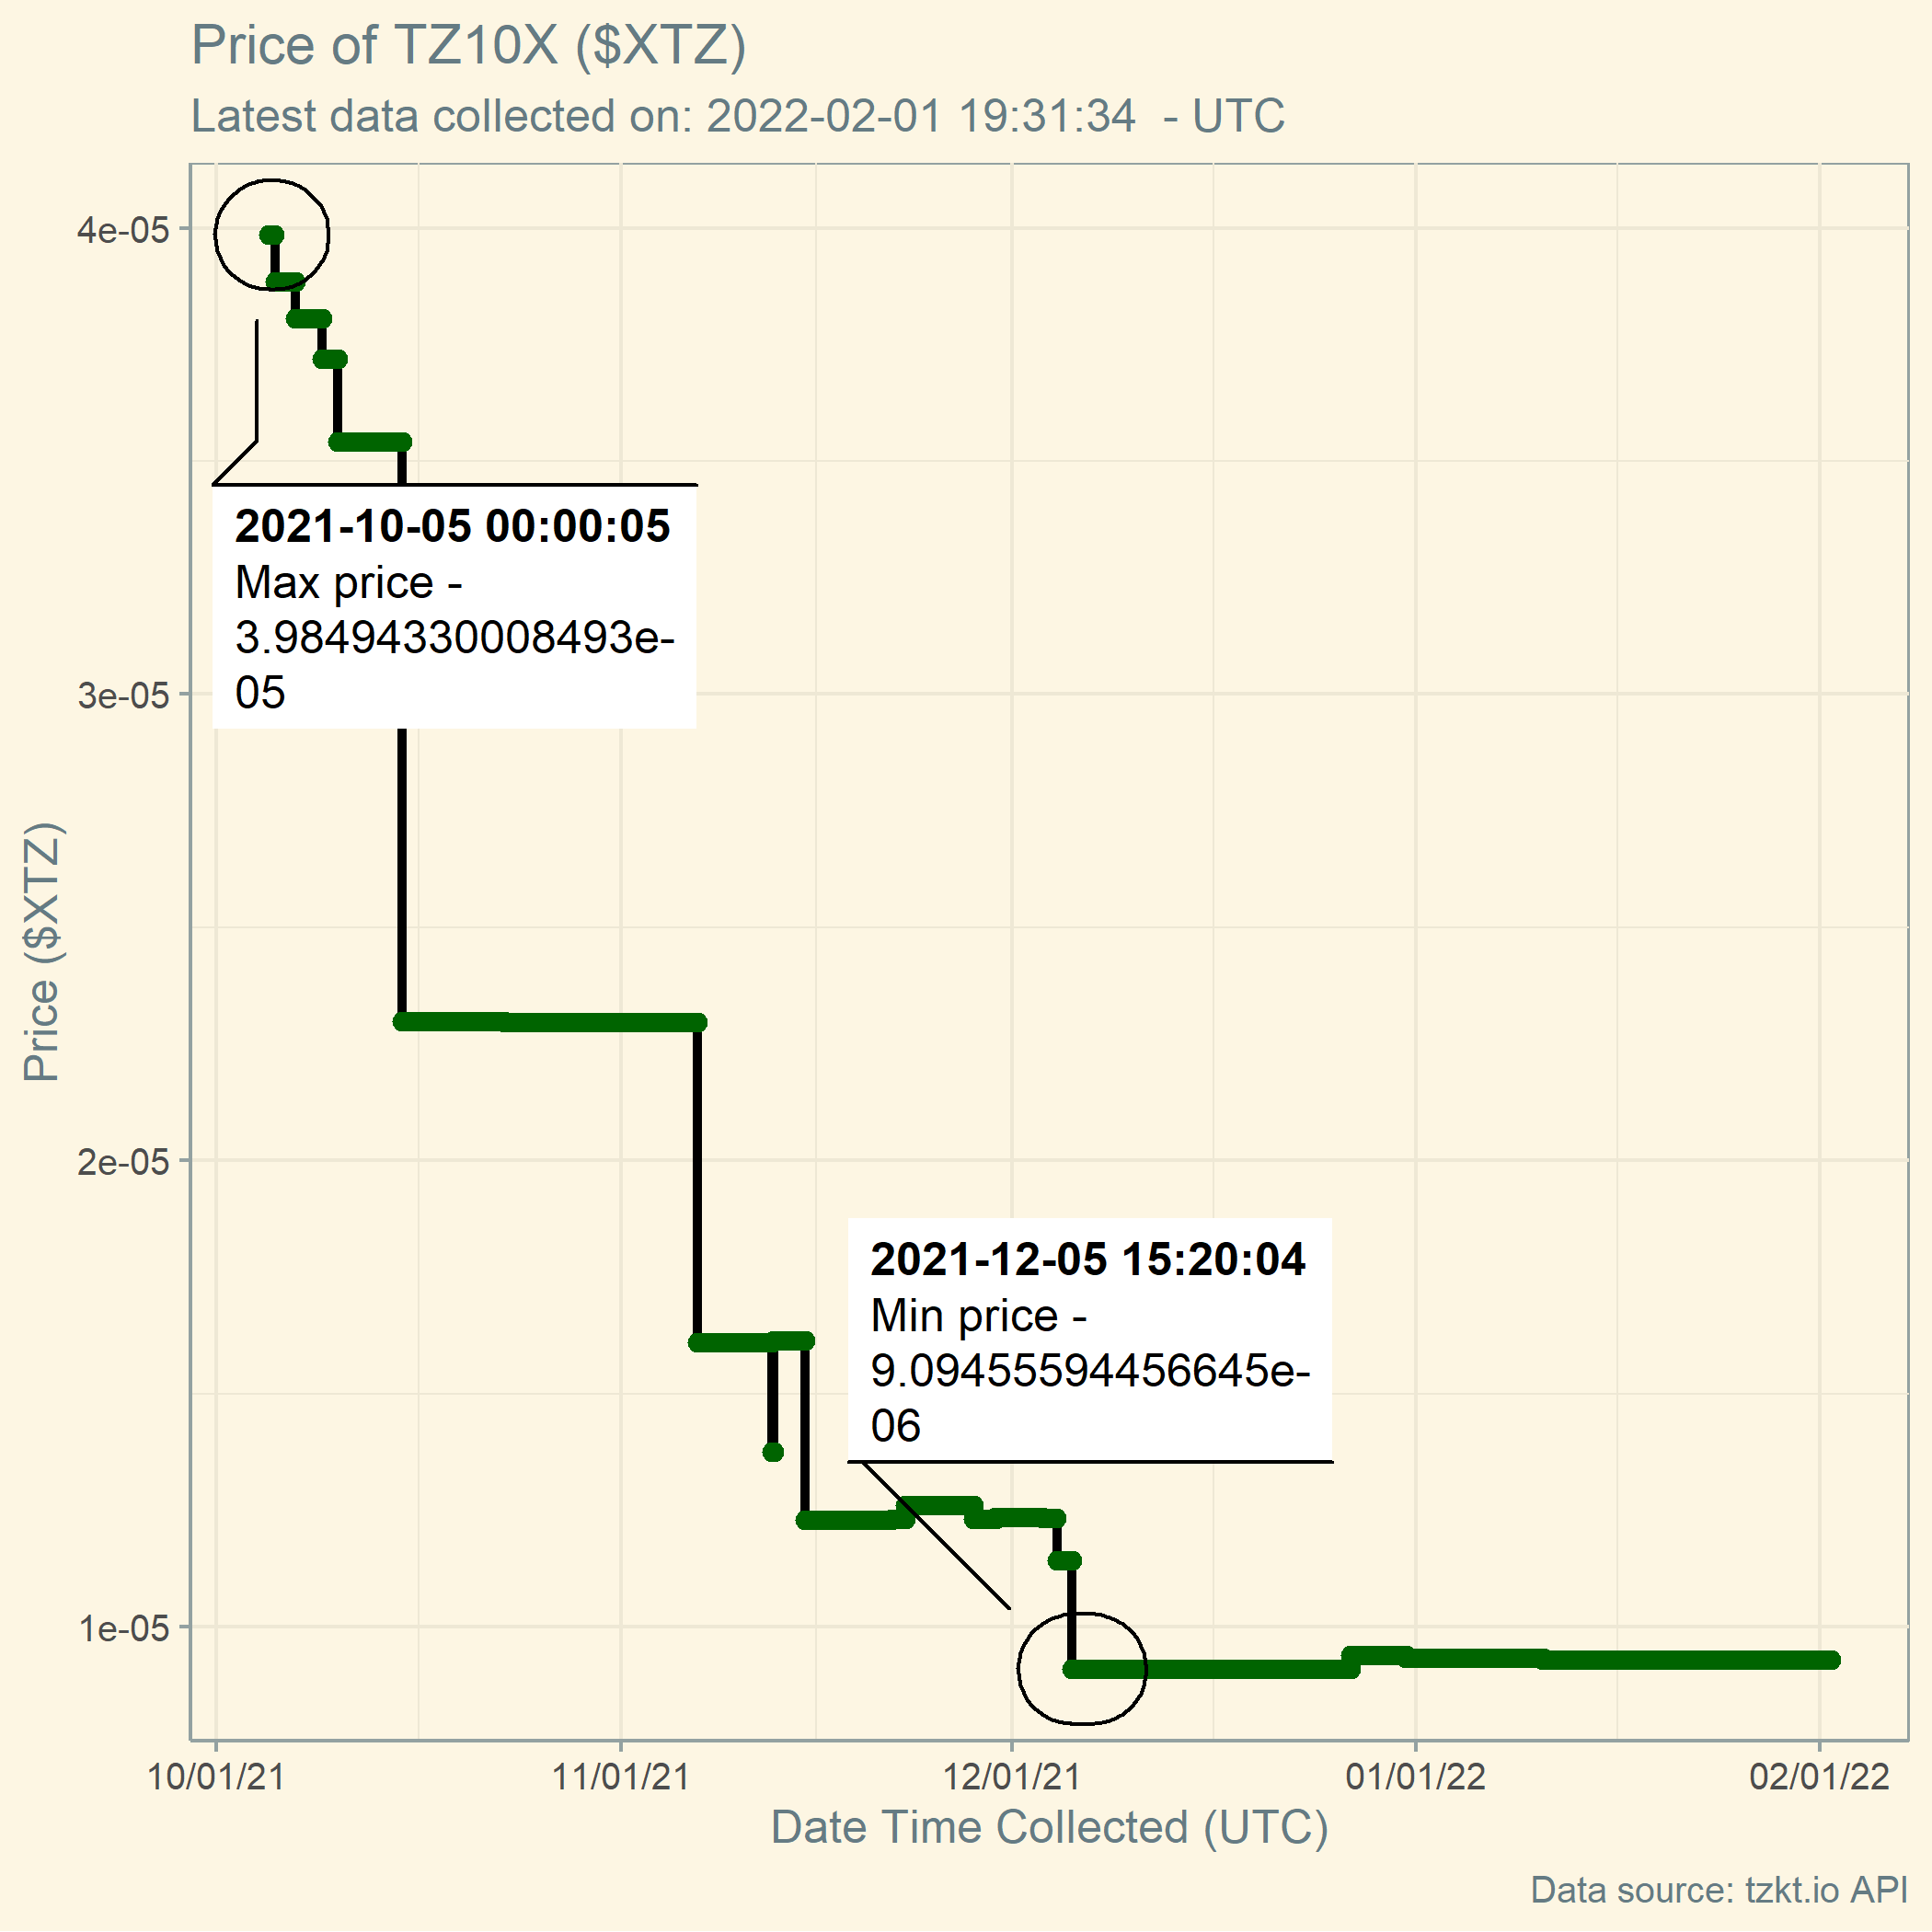 Price of TZ10X ($XTZ)
Latest data collected on: 2022-02-01 19:31:34  - UTC
4e-05
3e-05
2e-05
1e-05
Price ($XTZ)
2021-10-05 00:00:05
Max price -
3.98494330008493e-
05
2021-12-05 15:20:04
Min price -
9.09455594456645e-
06
10/01/21
11/01/21
12/01/21
01/01/22
02/01/22
Date Time Collected (UTC)
Data source: tzkt.io API